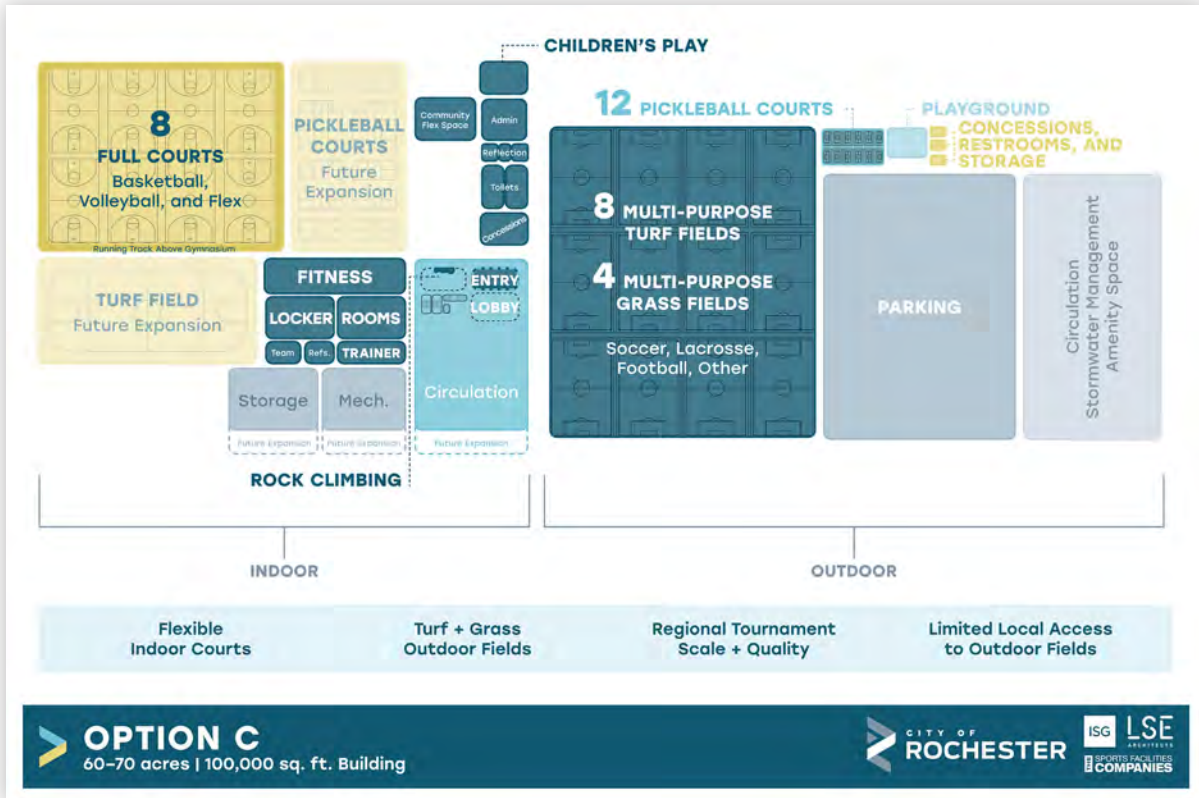 CHILDREN'S PLAY
8
FULL COURTS
Basketball,
Volleyball, and Flex
Running Track Above Gymnasium
PICKLEBALL
COURTS
Future
Expansion
Community
Flex Space
Admin
Reflection
Toilets
Concessions
TURF FIELD
Future Expansion
FITNESS
LOCKER ROOMS
Team
Refs.
TRAINER
Storage
Mech.
Future Expansion
Future Expansion
ENTRY
LOBBY
Circulation
Future Expansion
ROCK CLIMBING
12 PICKLEBALL COURTS
PLAYGROUND
CONCESSIONS,
RESTROOMS, AND
STORAGE
8 MULTI-PURPOSE
TURF FIELDS
4 MULTI-PURPOSE
GRASS FIELDS
Soccer, Lacrosse,
Football, Other
PARKING
Circulation
Stormwater Management
Amenity Space
INDOOR
OUTDOOR
Flexible
Indoor Courts
Turf + Grass
Outdoor Fields
Regional Tournament
Scale + Quality
Limited Local Access
to Outdoor Fields
OPTION C
60–70 acres | 100,000 sq. ft. Building
CITY OF
ROCHESTER
ISG
LSE
ARCHITECTS
THE SPORTS FACILITIES
COMPANIES